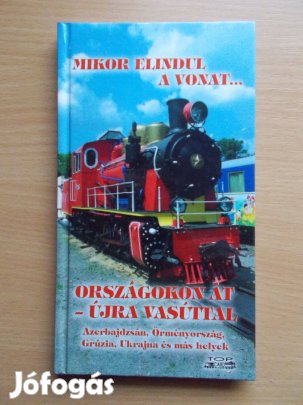 MIKOR ELINDUL
A VONAT...
ORSZÁGOKON ÁT
- ÚJRA VASÚTTAL
Azerbajdzsán, Örményország,
Grúzia, Ukrajna és más helyek
TOP
Jófogás